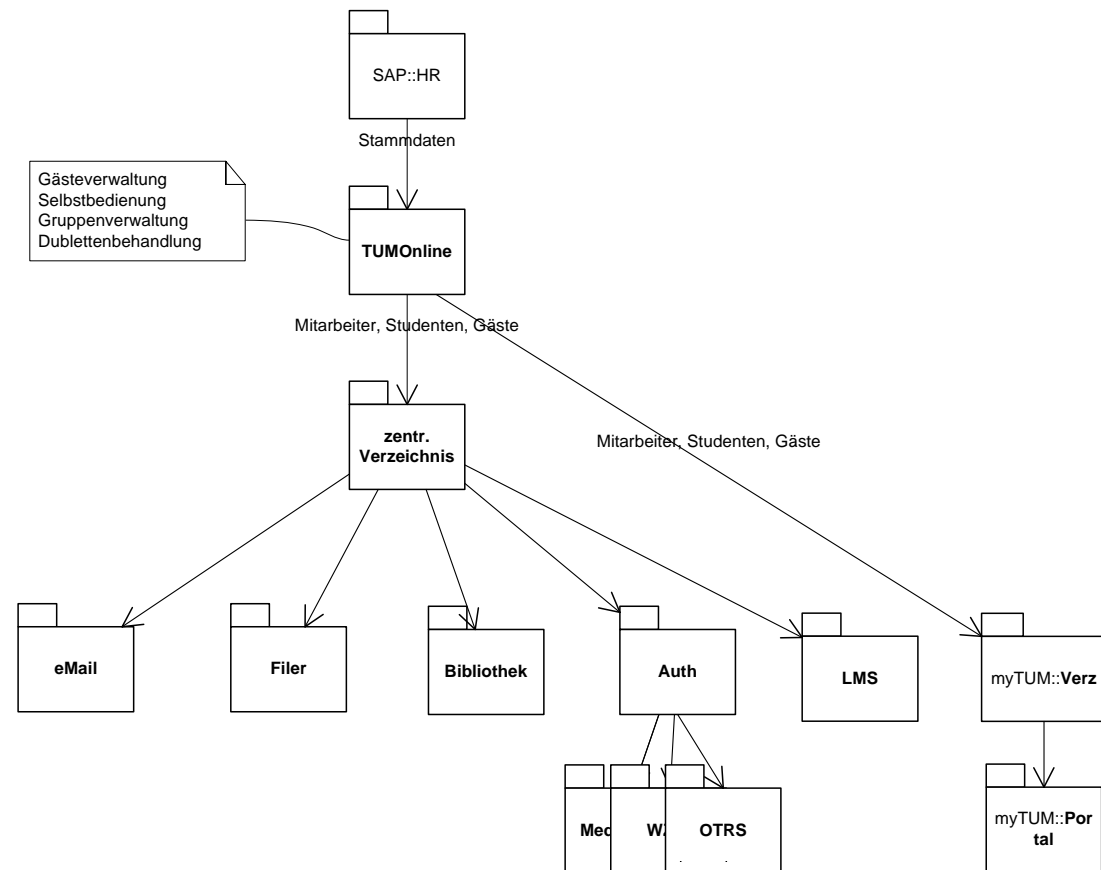 SAP::HR
Stammdaten
Gästeverwaltung
Selbstbedienung
Gruppenverwaltung
Dublettenbehandlung
TUMOnline
Mitarbeiter, Studenten, Gäste
zentr.
Verzeichnis
Mitarbeiter, Studenten, Gäste
eMail
Filer
Bibliothek
Auth
LMS
myTUM::Verz
OTRS
myTUM::Por
tal